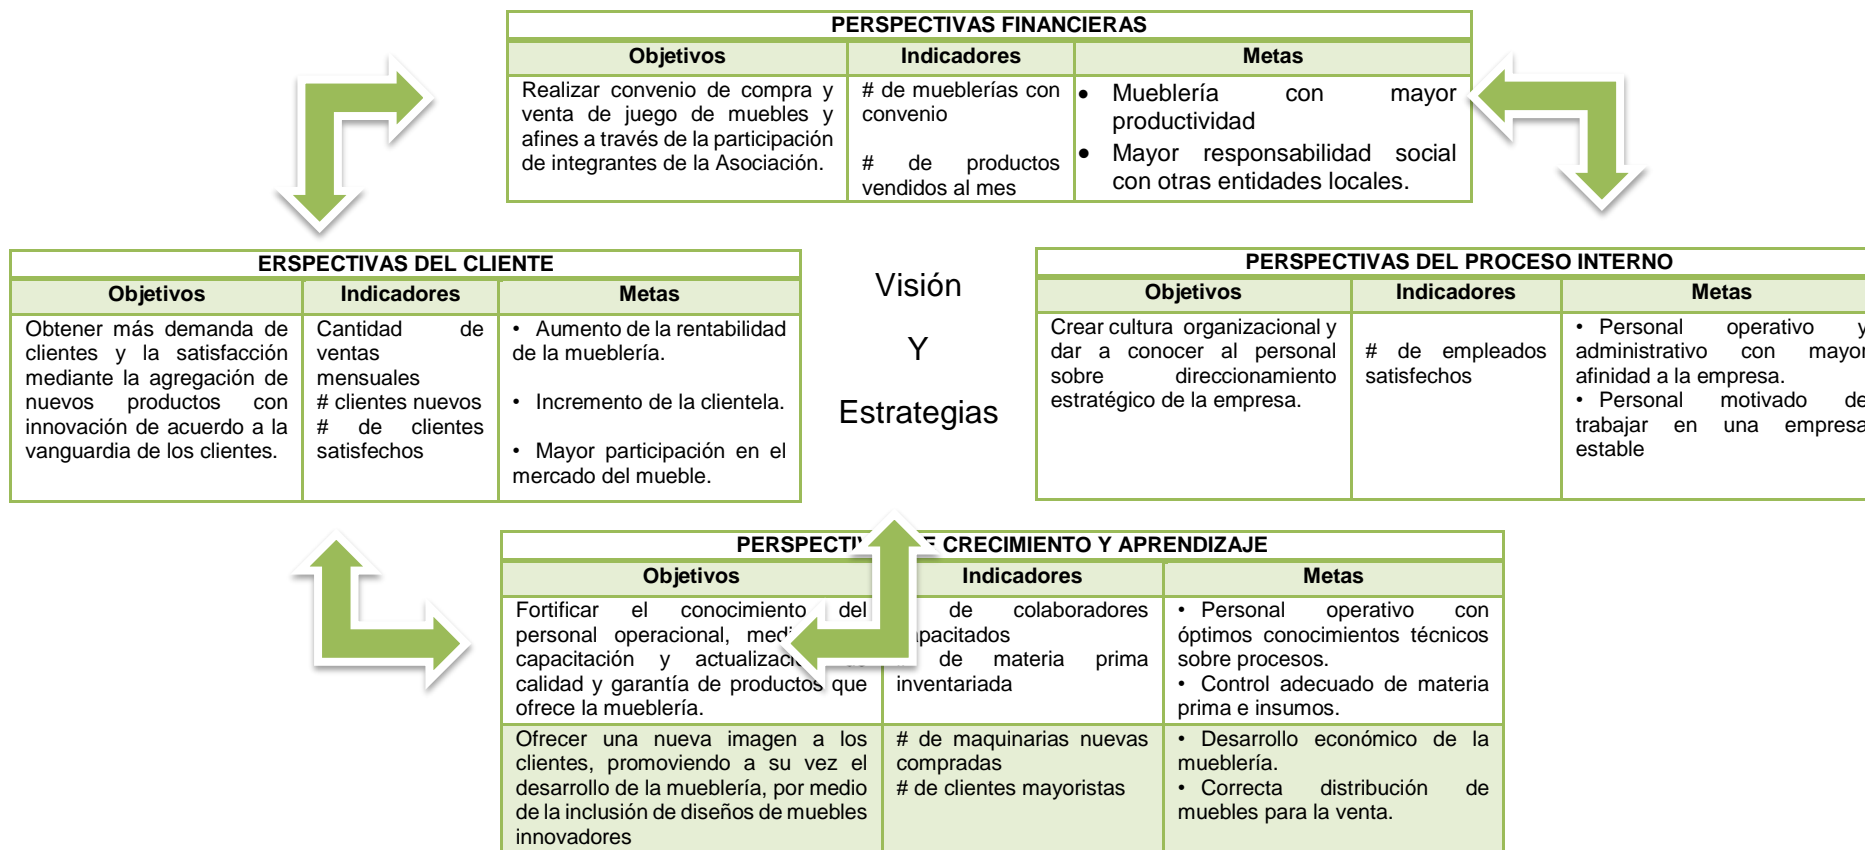 PERSPECTIVAS FINANCIERAS
Objetivos Indicadores Metas
Realizar convenio de compra y
venta de juego de muebles y
afines a través de la participación
de integrantes de la Asociación.
# de mueblerías con
convenio
# de productos
vendidos al mes
• Mueblería con mayor
productividad
• Mayor responsabilidad social
con otras entidades locales.
ERSPECTIVAS DEL CLIENTE
Objetivos Indicadores Metas
Obtener más demanda de
clientes y la satisfacción
mediante la agregación de
nuevos productos con
innovación de acuerdo a la
vanguardia de los clientes.
Cantidad de
ventas
mensuales
# clientes nuevos
# de clientes
satisfechos
• Aumento de la rentabilidad
de la mueblería.
• Incremento de la clientela.
• Mayor participación en el
mercado del mueble.
Visión
Y
Estrategias
PERSPECTIVAS DEL PROCESO INTERNO
Objetivos Indicadores Metas
Crear cultura organizacional y
dar a conocer al personal
sobre direccionamiento
estratégico de la empresa.
# de empleados
satisfechos
• Personal operativo y
administrativo con mayor
afinidad a la empresa.
• Personal motivado de
trabajar en una empresa
estable
CRECIMIENTO Y APRENDIZAJE
Objetivos Indicadores Metas
Fortificar el conocimiento del
personal operacional,
capacitación y
calidad y garantía de productos que
ofrece la mueblería.
de colaboradores
de materia prima
inventariada
• Personal operativo con
óptimos conocimientos técnicos
sobre procesos.
• Control adecuado de materia
prima e insumos.
Ofrecer una nueva imagen a los
clientes, promoviendo a su vez el
desarrollo de la mueblería, por medio
de la inclusión de diseños de muebles
innovadores
# de maquinarias nuevas
compradas
# de clientes mayoristas
• Desarrollo económico de la
mueblería.
• Correcta distribución de
muebles para la venta.